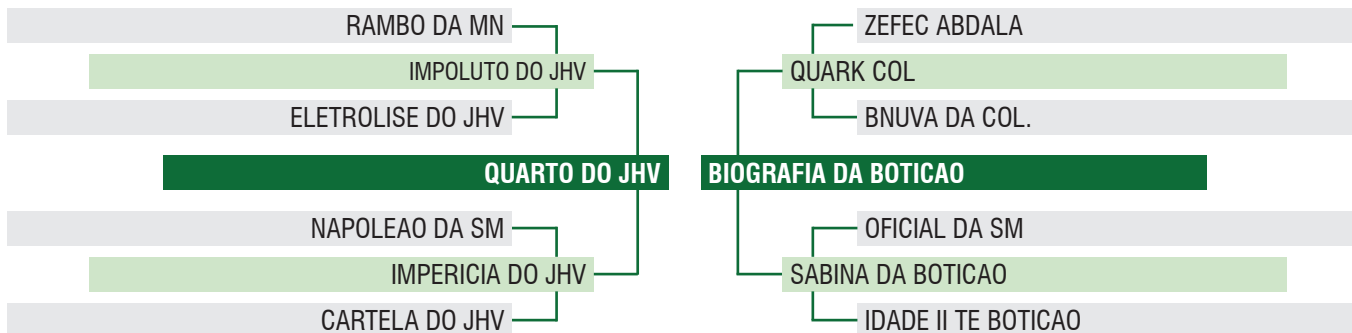 RAMBO DA MN
IMPOLUTO DO JHV
ELETROLISE DO JHV
QUARTO DO JHV
NAPOLEAO DA SM
IMPERICIA DO JHV
CARTELA DO JHV
ZEFEC ABDALA
QUARK COL
BNUVA DA COL.
BIOGRAFIA DA BOTICAO
OFICIAL DA SM
SABINA DA BOTICAO
IDADE II TE BOTICAO